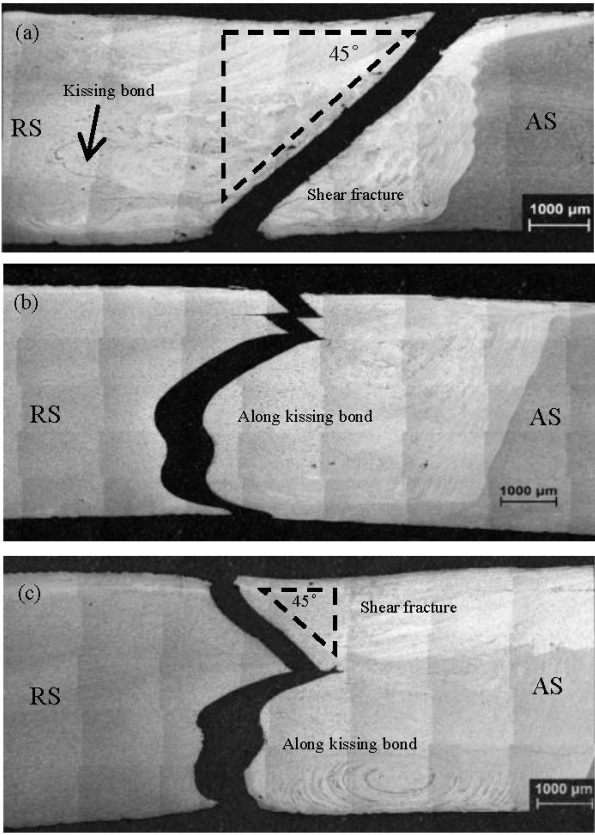 (a)
45°
Kissing bond
RS
AS
Shear fracture
1000 µm
(b)
RS
Along kissing bond
AS
1000 µm
(c)
45°
Shear fracture
RS
AS
Along kissing bond
1000 µm